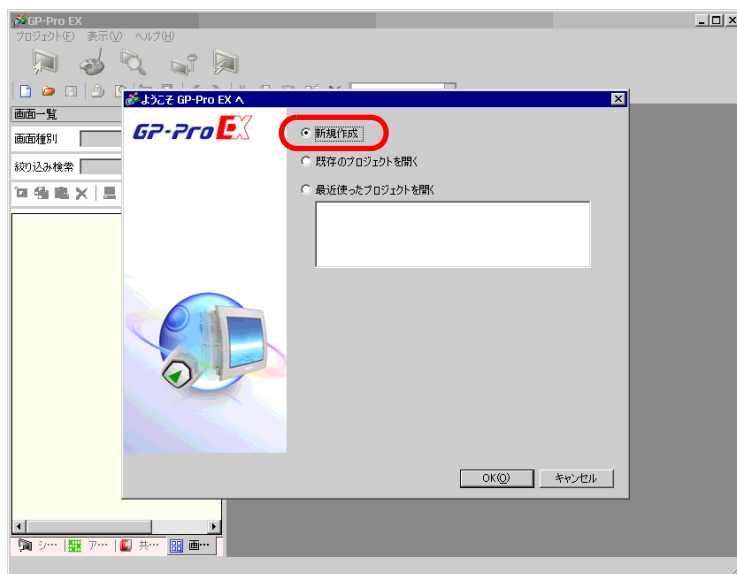 GP-Pro EX
プロジェクト(F) 表示(V) ヘルプ(H)
画面一覧
画面種別
絞り込み検索
ようこそ GP-Pro EX へ
GP-Pro EX
新規作成
既存のプロジェクトを開く
最近使ったプロジェクトを開く
OK(O) キャンセル
シ… ア… 共… 画…